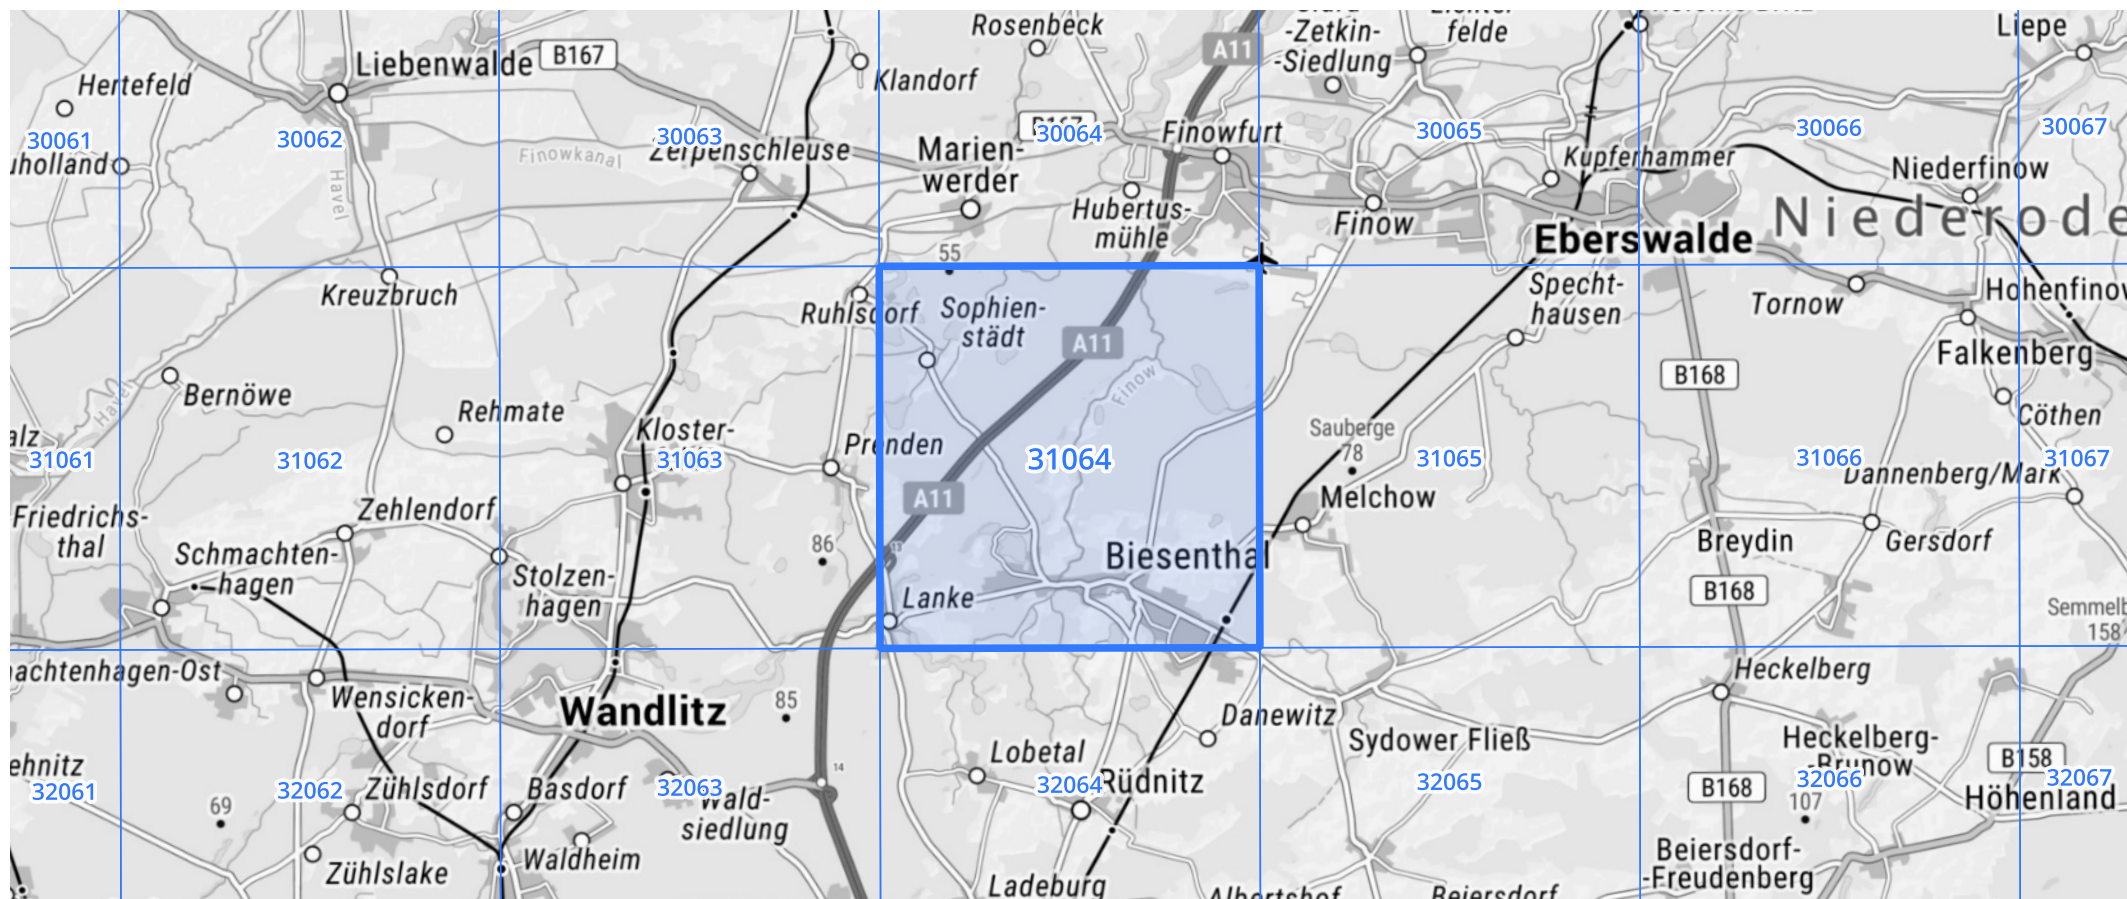 Rosenbeck
-Zetkin-
-Siedlung
felde
Liepe
Hertefeld
Liebenwalde
B167
Klandorf
A11
30061
30062
30063
30064
Finowfurt
30065
30066
30067
Finowkanal
Zerpenschleuse
Marien-
werder
Kupferhammer
Niederfinow
Havel
Hubertus-
mühle
Finow
Eberswalde
Niederode
55
Kreuzbruch
Ruhlsdorf
Sophien-
städt
A11
Specht-
hausen
Tornow
Hohenfinow
Falkenberg
B168
Bernöwe
Havel
Rehmate
Finow
Cöthen
Kloster-
Prenden
Sauberge
78
31061
31062
31063
31064
31065
31066
31067
Dannenberg/Mark
A11
Melchow
Friedrichs-
thal
Zehlendorf
Schmachten-
hagen
86
13
Biesenthal
Breydin
Gersdorf
Stolzen-
hagen
Lanke
B168
158
Wensicken-
dorf
Wandlitz
85
Danewitz
Heckelberg
Sydower Fließ
Heckelberg-
-Brunow
Lobetal
14
B158
32061
32062
Zühlsdorf
Basdorf
32063
32064
Rüdnitz
32065
B168
32066
32067
69
Wald-
siedlung
107
Höhenland
Zühlslake
Waldheim
Ladeburg
Albertshof
Beiersdorf
Beiersdorf-
-Freudenberg